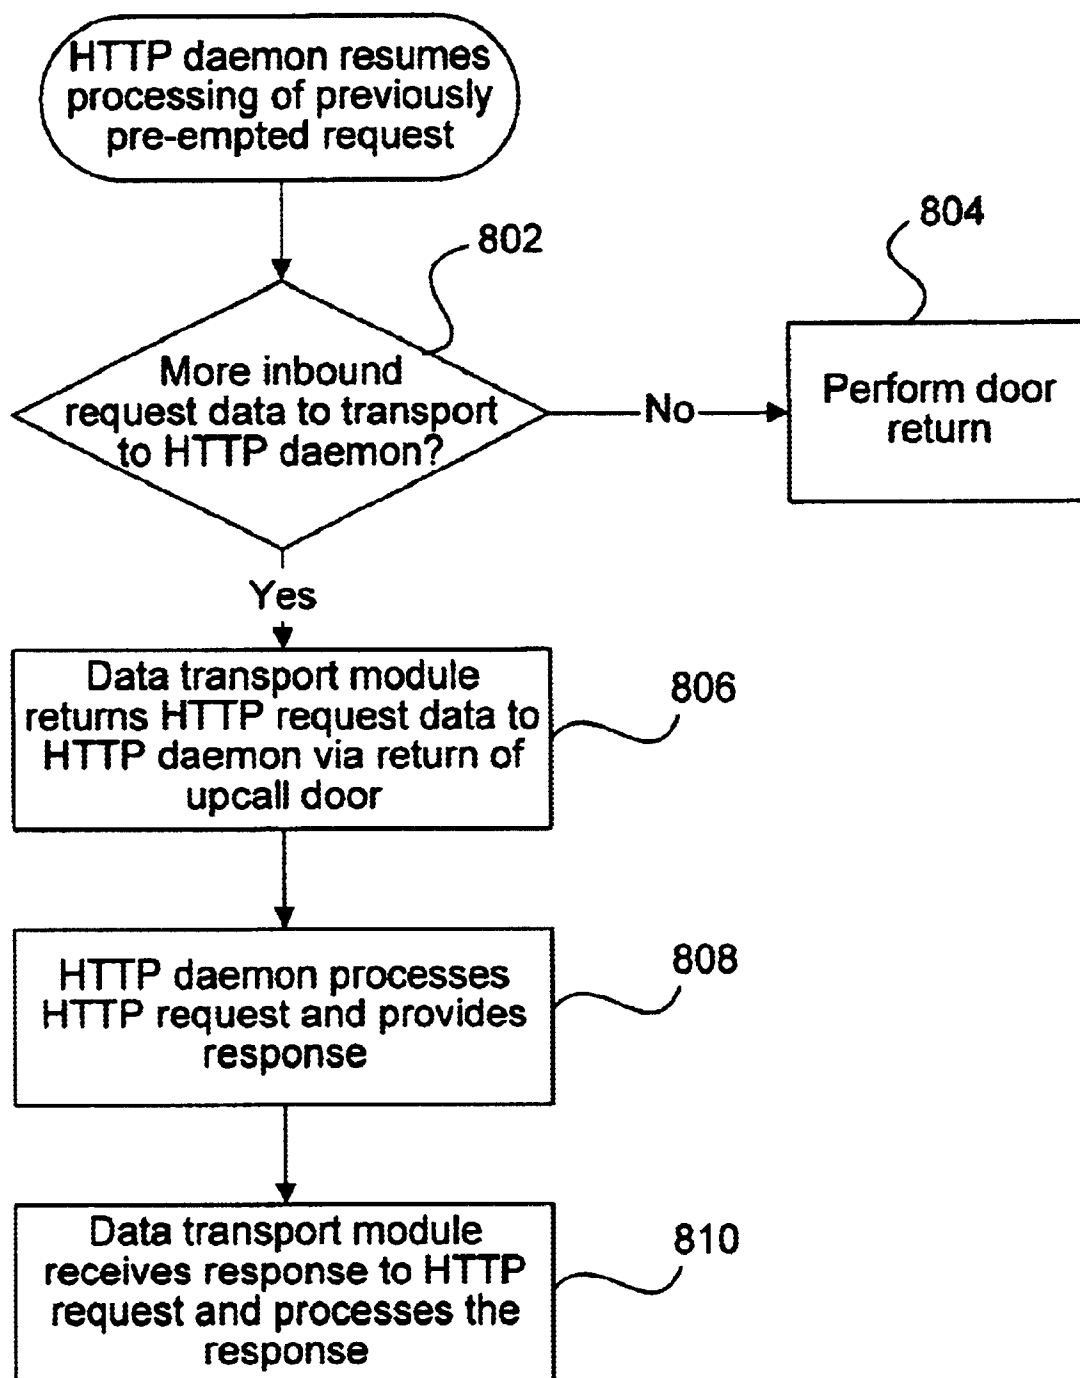 HTTP daemon resumes
processing of previously
pre-empted request
802
804
More inbound
request data to transport
to HTTP daemon?
No
Perform door
return
Yes
Data transport module
returns HTTP request data to
HTTP daemon via return of
upcall door
806
HTTP daemon processes
HTTP request and provides
response
808
Data transport module
receives response to HTTP
request and processes the
response
810